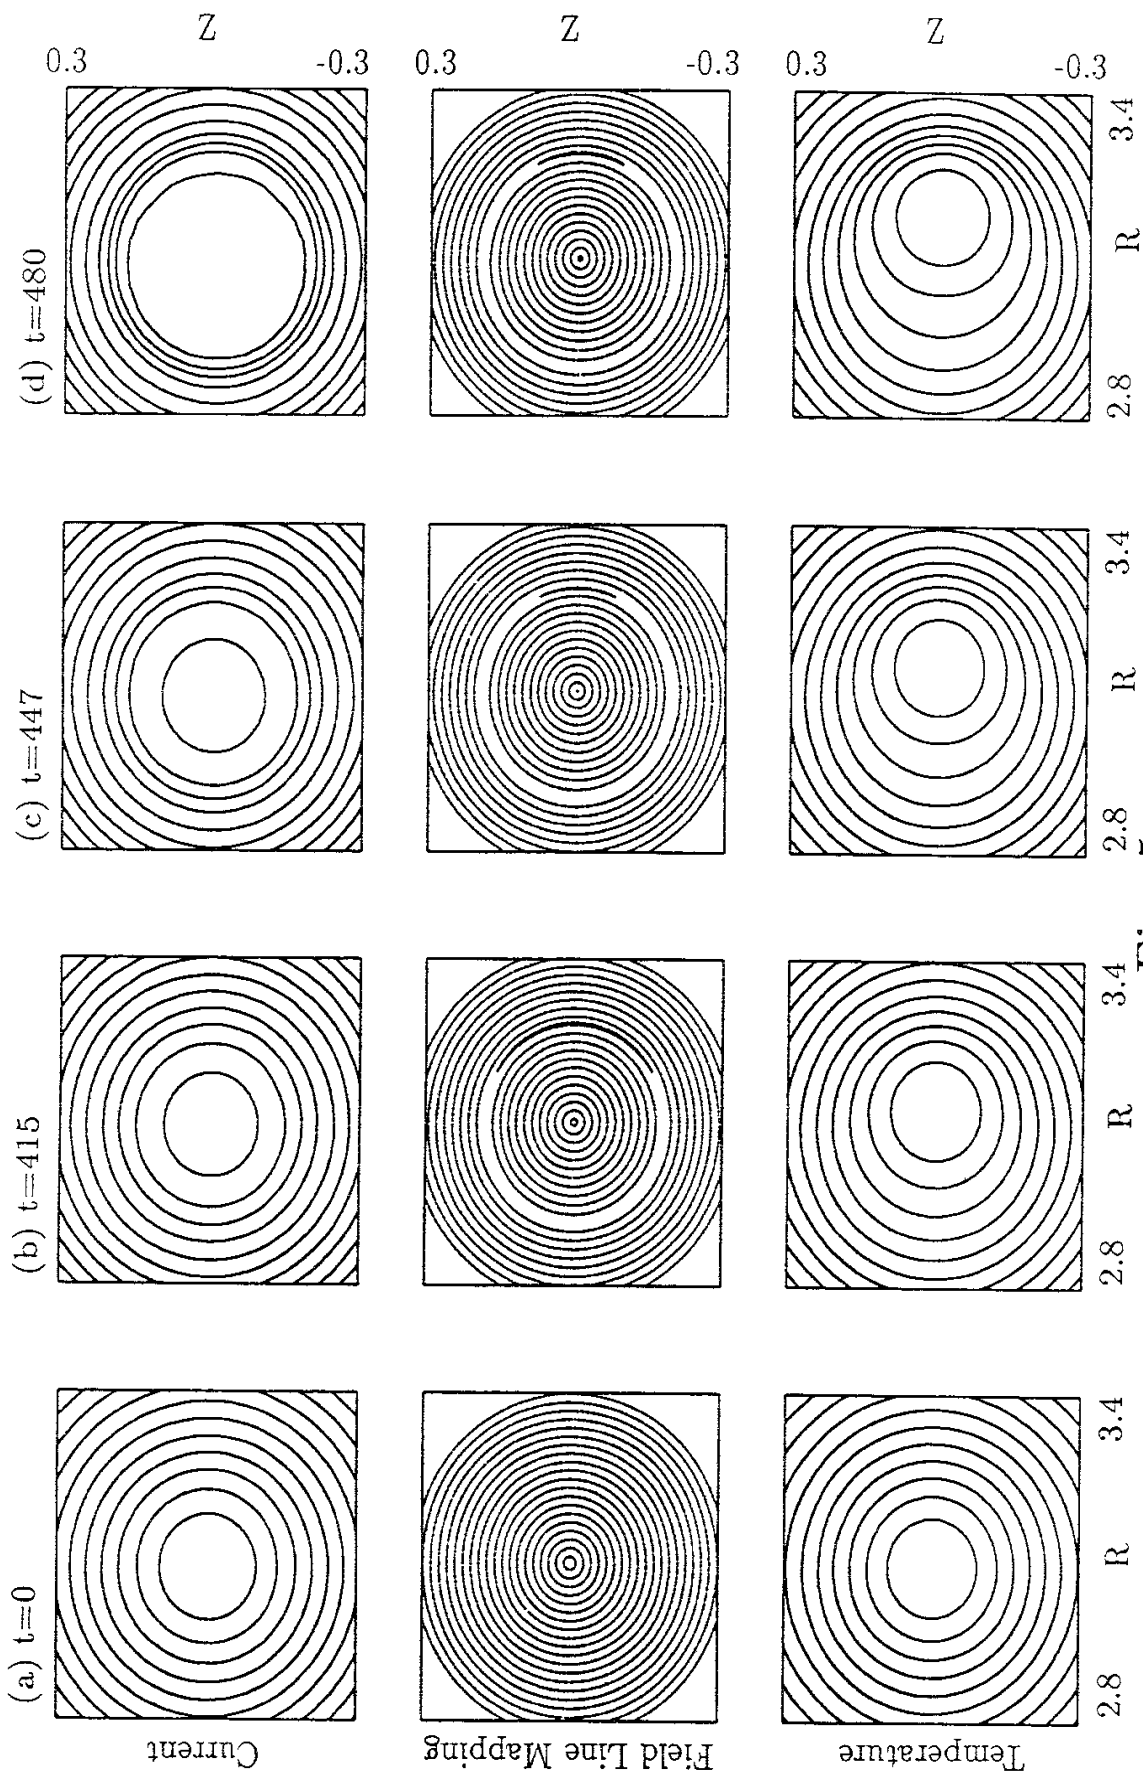 (a) t=0
(b) t=415
(c) t=447
(d) t=480
Current
0.3
Z
-0.3
Field Line Mapping
0.3
Z
-0.3
Temperature
0.3
Z
-0.3
2.8 R 3.4
2.8 R 3.4
2.8 R 3.4
2.8 R 3.4